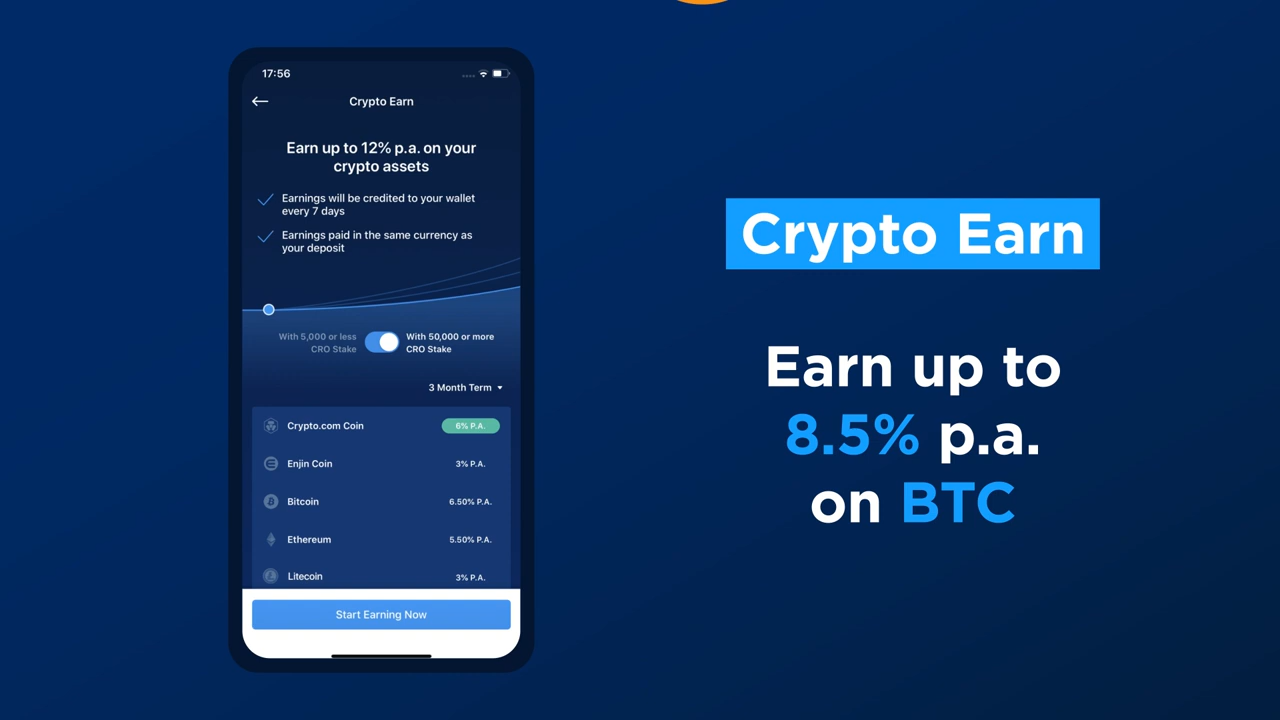 17:56
Crypto Earn
Earn up to 12% p.a. on your
crypto assets
Earnings will be credited to your wallet
every 7 days
Earnings paid in the same currency as
your deposit
With 5,000 or less
CRO Stake
With 50,000 or more
CRO Stake
3 Month Term
Crypto.com Coin 6% P.A.
Enjin Coin 3% P.A.
Bitcoin 6.50% P.A.
Ethereum 5.50% P.A.
Litecoin 3% P.A.
Start Earning Now
Crypto Earn
Earn up to
8.5% p.a.
on BTC